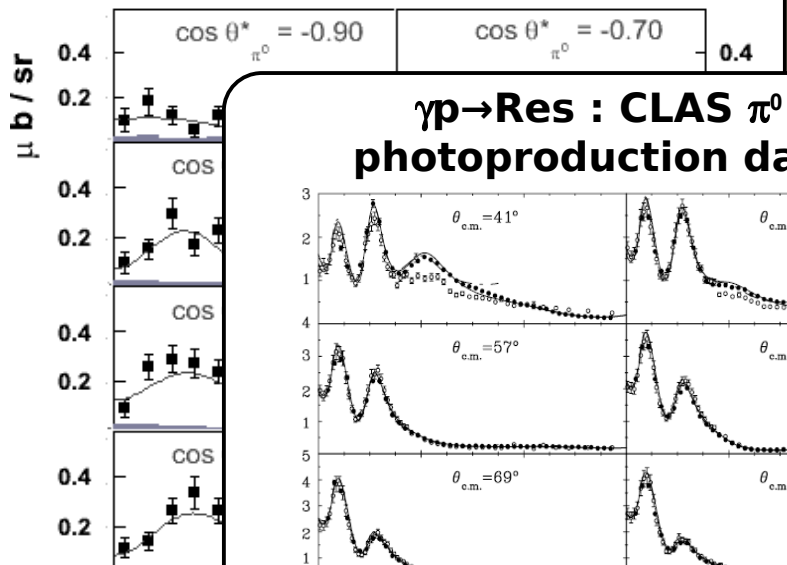 cos θ*π⁰ = -0.90
cos θ*π⁰ = -0.70
μ b / sr
0.4
0.2
0.4
γp→Res : CLAS π⁰
photoproduction da
cos
0.4
0.2
3
2
1
4
θc.m.=41°
θc.m.
cos
0.4
0.2
3
2
1
5
θc.m.=57°
θc.m.
cos
0.4
0.2
4
3
2
1
θc.m.=69°
θc.m.